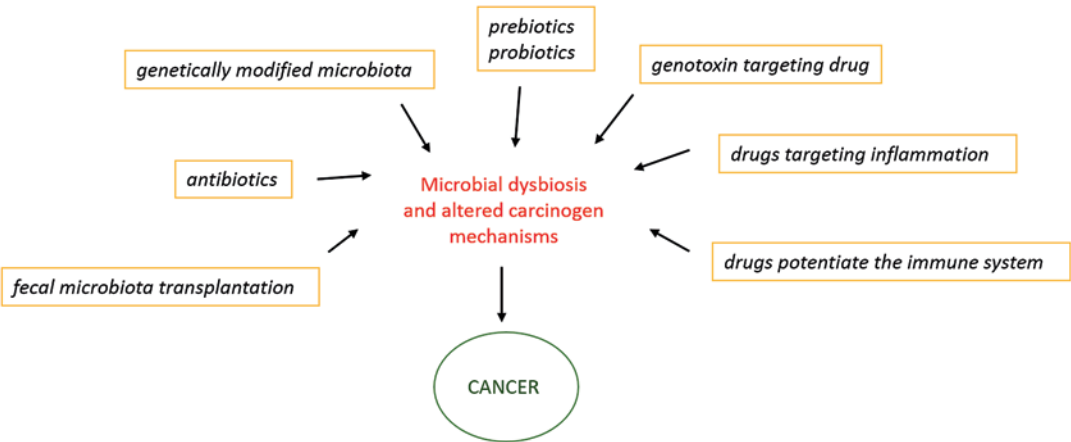 prebiotics
probiotics
genetically modified microbiota
genotoxin targeting drug
antibiotics
drugs targeting inflammation
Microbial dysbiosis
and altered carcinogen
mechanisms
fecal microbiota transplantation
drugs potentiate the immune system
CANCER